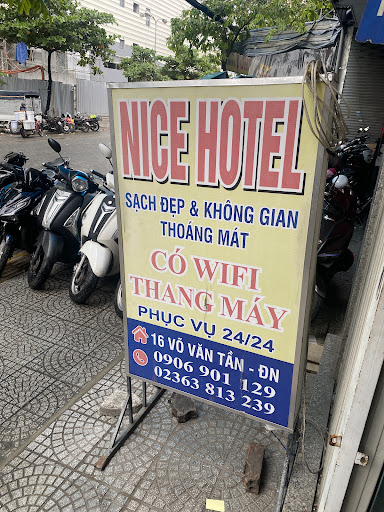 NICE HOTEL
SẠCH ĐẸP & KHÔNG GIAN
THOÁNG MÁT
CÓ WIFI
THANG MÁY
PHỤC VỤ 24/24
16 VÕ VĂN TẦN - ĐN
0906 901 129
02363 813 239